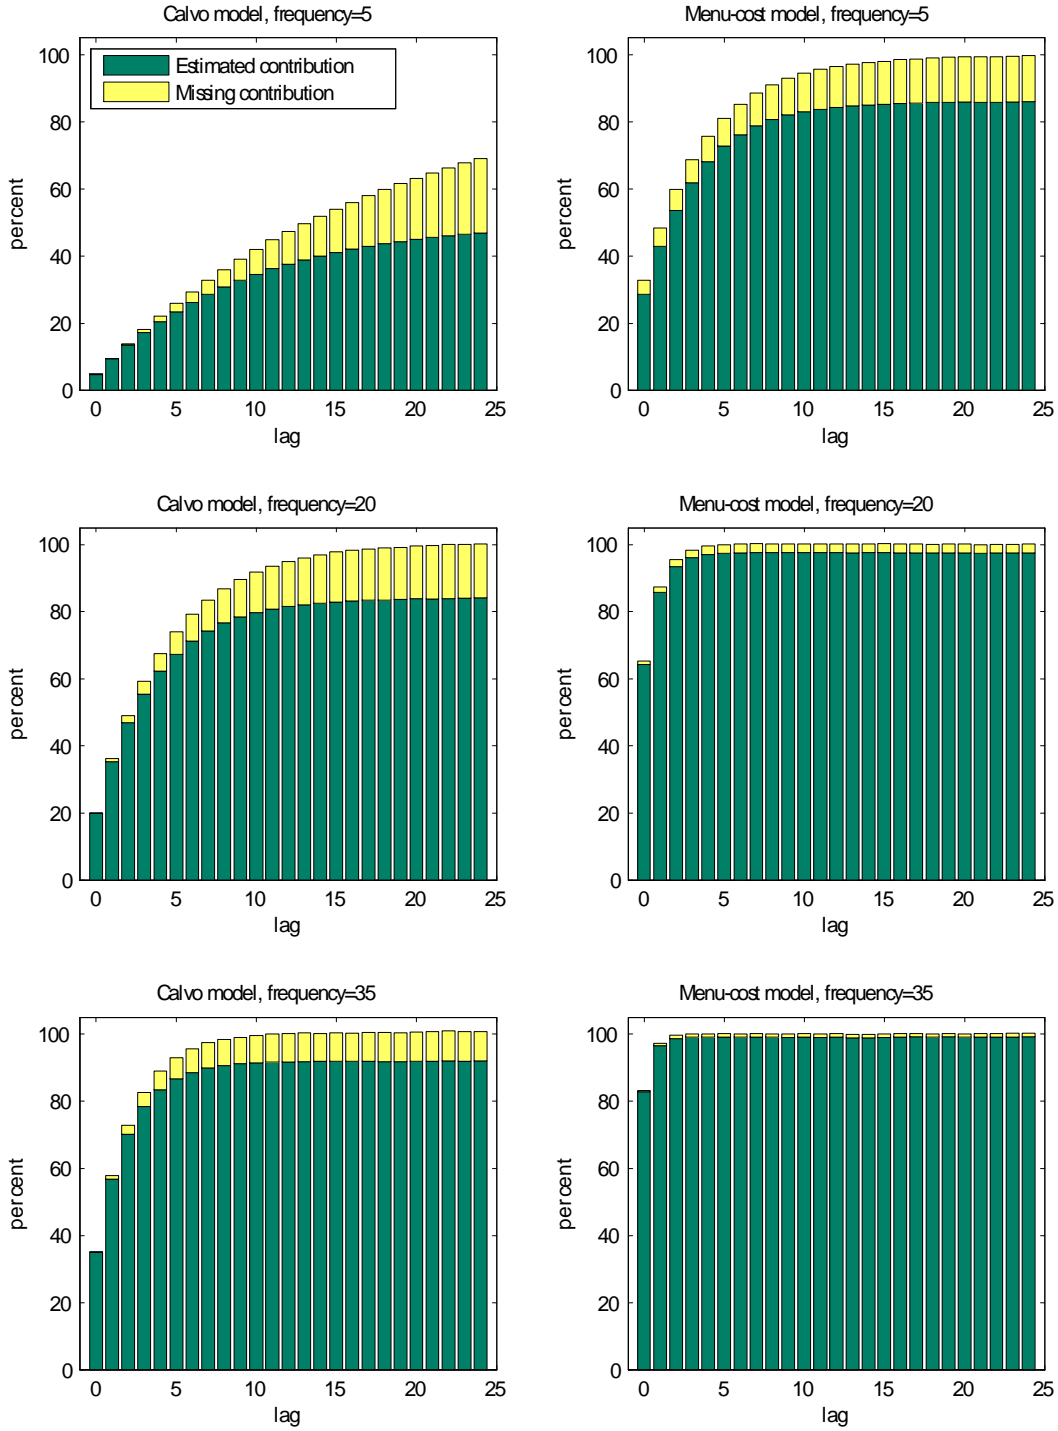 Calvo model, frequency=5
100
80
60
40
20
0
percent
Estimated contribution
Missing contribution
0 5 10 15 20 25
lag
Menu-cost model, frequency=5
100
80
60
40
20
0
percent
0 5 10 15 20 25
lag
Calvo model, frequency=20
100
80
60
40
20
0
percent
0 5 10 15 20 25
lag
Menu-cost model, frequency=20
100
80
60
40
20
0
percent
0 5 10 15 20 25
lag
Calvo model, frequency=35
100
80
60
40
20
0
percent
0 5 10 15 20 25
lag
Menu-cost model, frequency=35
100
80
60
40
20
0
percent
0 5 10 15 20 25
lag